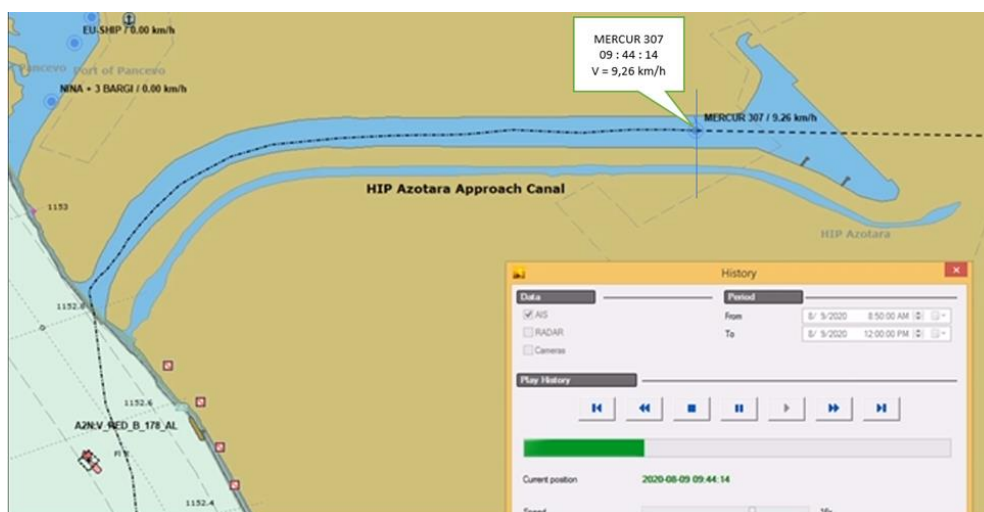 EU-SHIP / 0.00 km/h
Pancevo
Port of Pancevo
NINA + 3 BARGI / 0.00 km/h
MERCUR 307
09 : 44 : 14
V = 9,26 km/h
MERCUR 307 / 9.26 km/h
HIP Azotara Approach Canal
1153
HIP Azotara
1152.8
1152.6
A2N:V_RED_B_178_AL
1152.4
History
Data
Period
AIS
RADAR
Cameras
From
8/ 9/2020 8:50:00 AM
To
8/ 9/2020 12:00:00 PM
Play History
Current position
2020-08-09 09:44:14
Speed